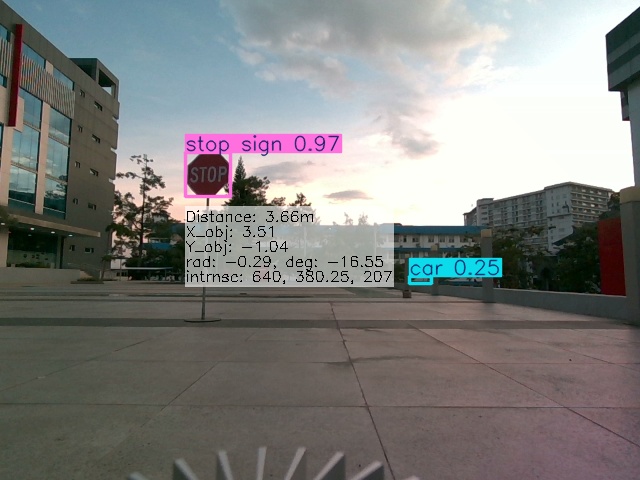 stop sign 0.97
STOP
Distance: 3.66m
X_obj: 3.51
Y_obj: -1.04
rad: -0.29, deg: -16.55
intrnsc: 640, 380.25, 207
car 0.25